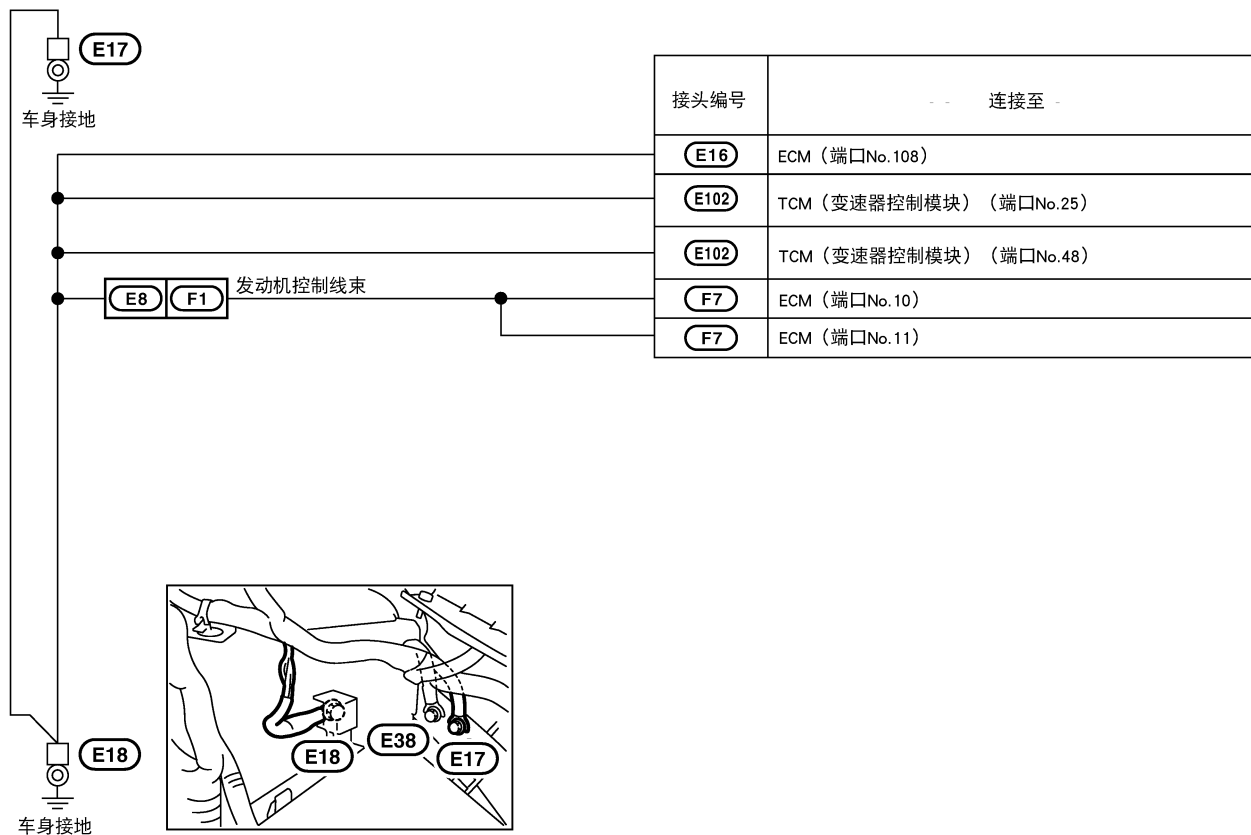 E17
车身接地
接头编号 连接至
E16 ECM（端口No.108）
E102 TCM（变速器控制模块）（端口No.25）
E102 TCM（变速器控制模块）（端口No.48）
E8 F1 发动机控制线束
F7 ECM（端口No.10）
F7 ECM（端口No.11）
E18
车身接地
E18
E38
E17